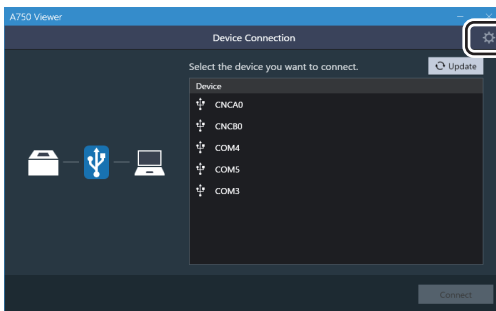 A750 Viewer
Device Connection
Select the device you want to connect.
Update
Device
CNCA0
CNCB0
COM4
COM5
COM3
Connect